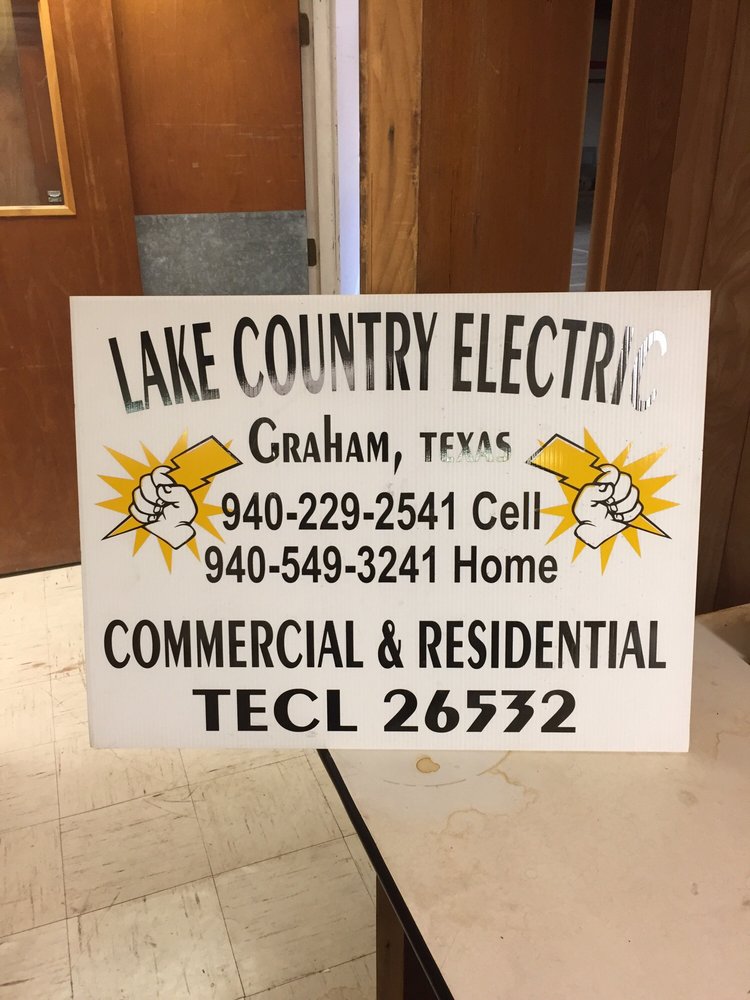 LAKE COUNTRY ELECTRIC
GRAHAM, TEXAS
940-229-2541 Cell
940-549-3241 Home
COMMERCIAL & RESIDENTIAL
TECL 26532